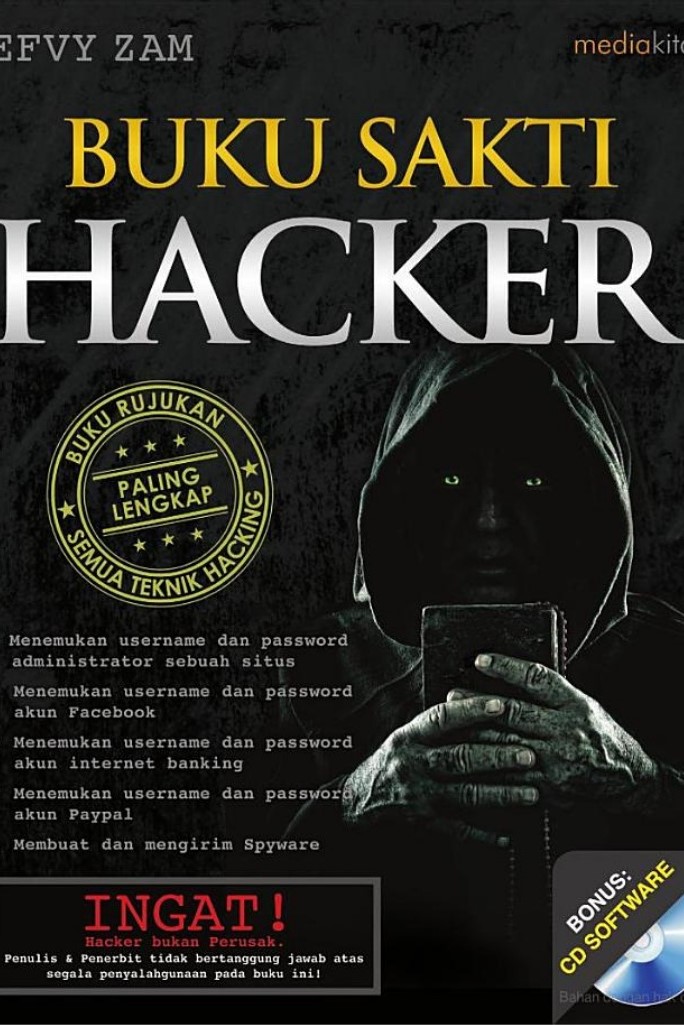 EFVY ZAM
mediakita
BUKU SAKTI
HACKER
BUKU RUJUKAN
PALING
LENGKAP
SEMUA TEKNIK HACKING
Menemukan username dan password
administrator sebuah situs
Menemukan username dan password
akun Facebook
Menemukan username dan password
akun internet banking
Menemukan username dan password
akun Paypal
Membuat dan mengirim Spyware
INGAT!
Hacker bukan Perusak.
Penulis & Penerbit tidak bertanggung jawab atas
segala penyalahgunaan pada buku ini!
BONUS:
CD SOFTWARE
Bahan dengan hak